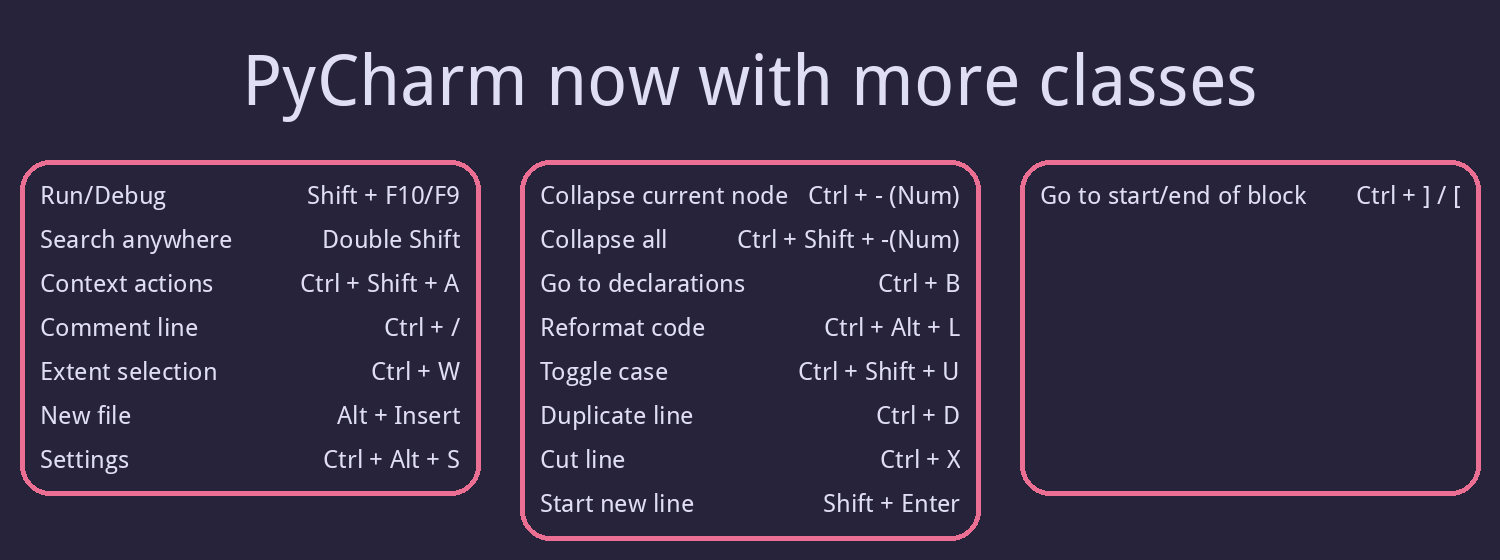 PyCharm now with more classes
Run/Debug Shift + F10/F9
Search anywhere Double Shift
Context actions Ctrl + Shift + A
Comment line Ctrl + /
Extent selection Ctrl + W
New file Alt + Insert
Settings Ctrl + Alt + S
Collapse current node Ctrl + - (Num)
Collapse all Ctrl + Shift + -(Num)
Go to declarations Ctrl + B
Reformat code Ctrl + Alt + L
Toggle case Ctrl + Shift + U
Duplicate line Ctrl + D
Cut line Ctrl + X
Start new line Shift + Enter
Go to start/end of block Ctrl + ] / [